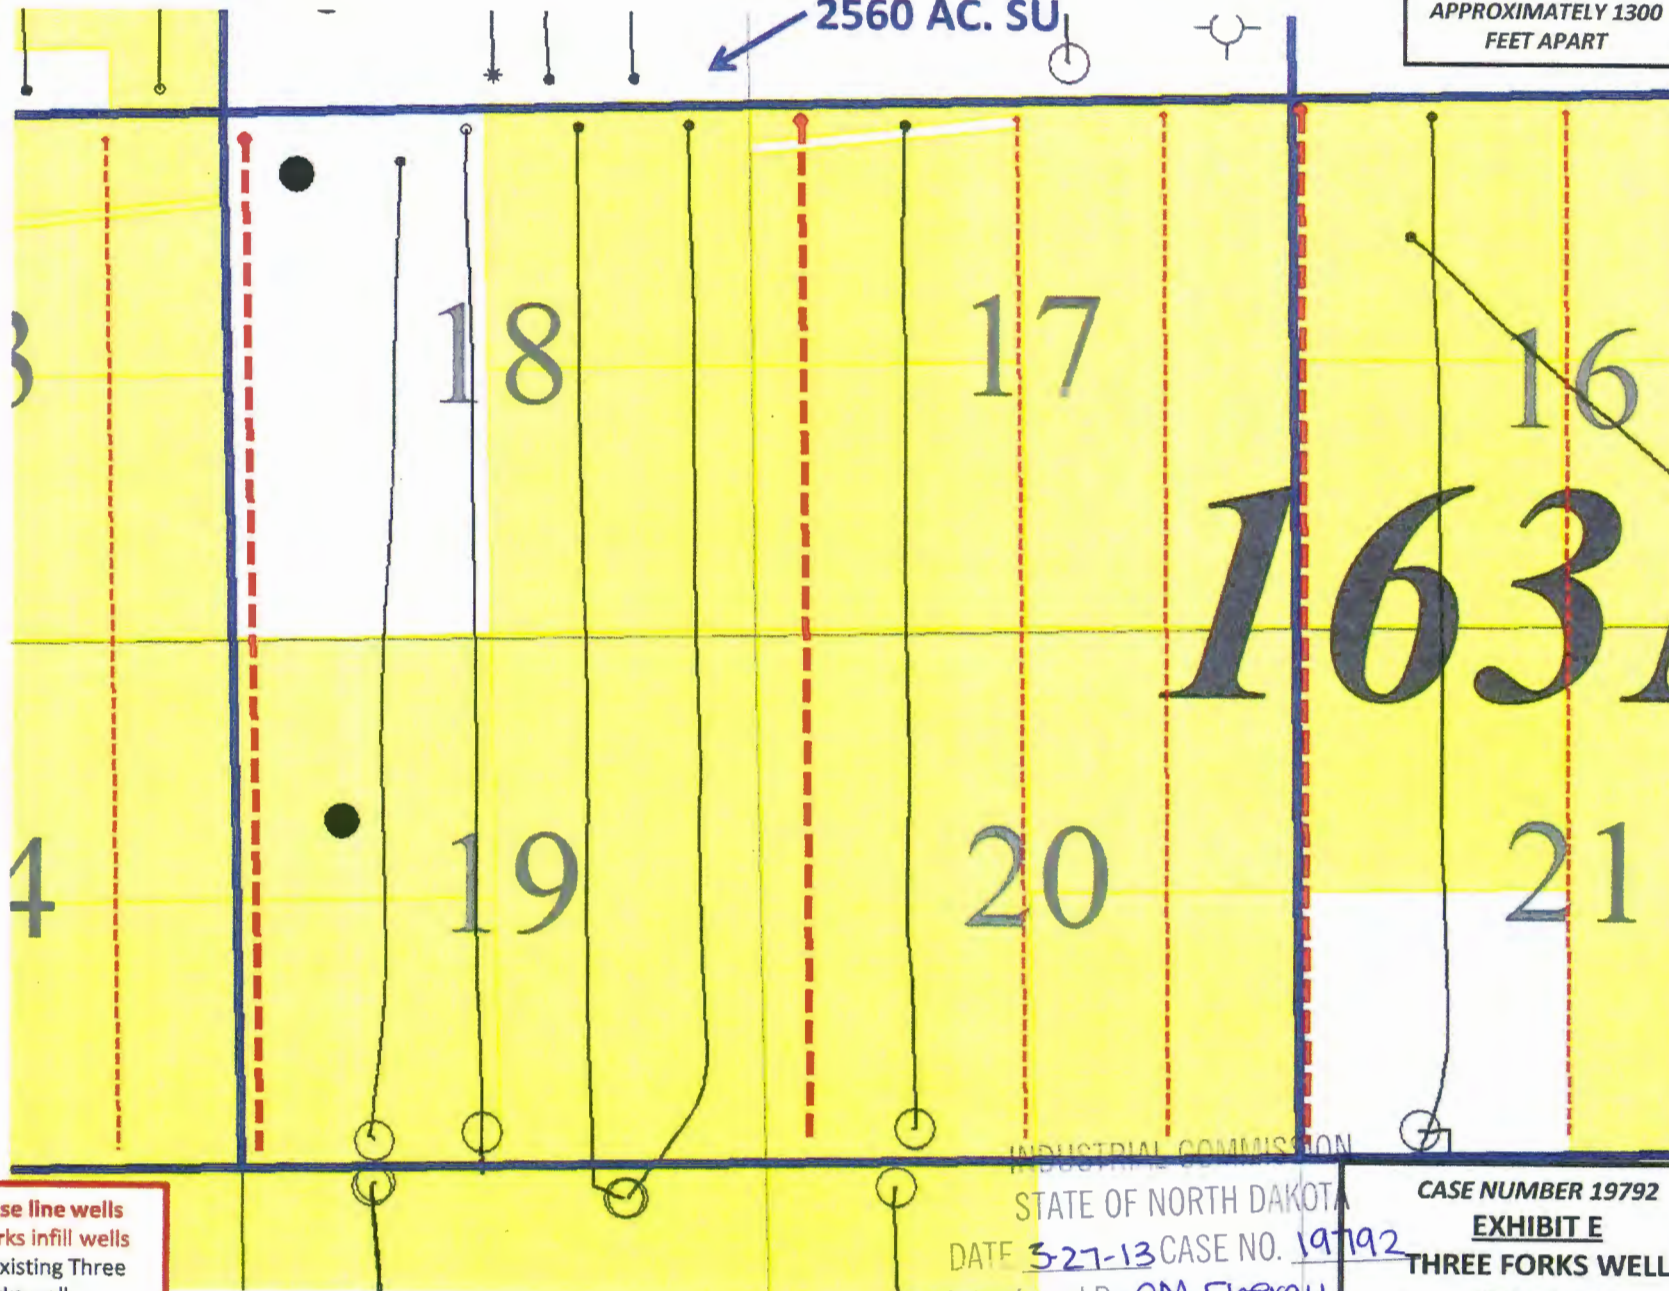 2560 AC. SU
APPROXIMATELY 1300
FEET APART
18
17
16
163
19
20
21
4
INDUSTRIAL COMMISSION
STATE OF NORTH DAKOTA
DATE 3-27-13 CASE NO. 19792
CASE NUMBER 19792
EXHIBIT E
THREE FORKS WELL
se line wells
rks infill wells
xisting Three